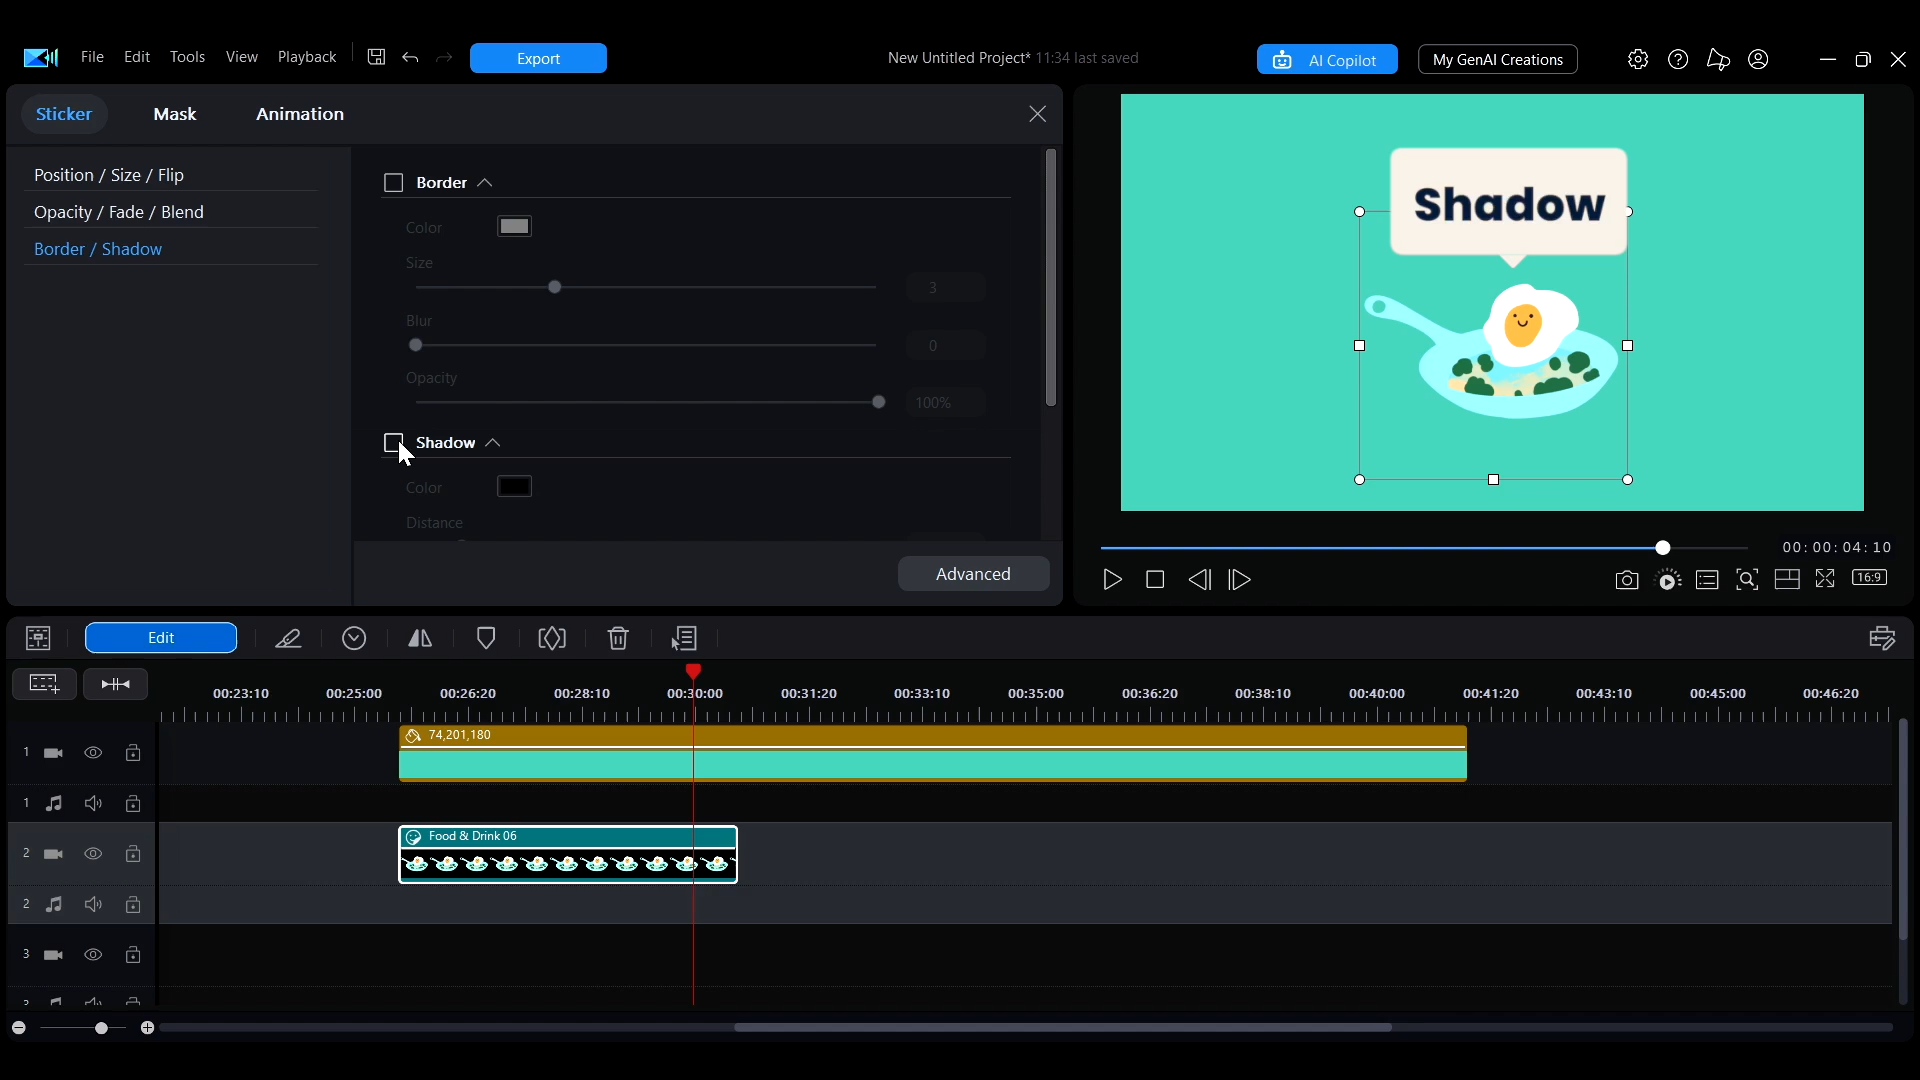 File Edit Tools View Playback Export New Untitled Project* 11:34 last saved AI Copilot My GenAI Creations
Sticker Mask Animation
Position / Size / Flip
Opacity / Fade / Blend
Border / Shadow
Border
Color
Size
3
Blur
0
Opacity
100%
Shadow
Color
Distance
Advanced
Shadow
00:00:04:10
16:9
Edit
00:23:10 00:25:00 00:26:20 00:28:10 00:30:00 00:31:20 00:33:10 00:35:00 00:36:20 00:38:10 00:40:00 00:41:20 00:43:10 00:45:00 00:46:20
1 74,201,180
1
2 Food & Drink 06
2
3